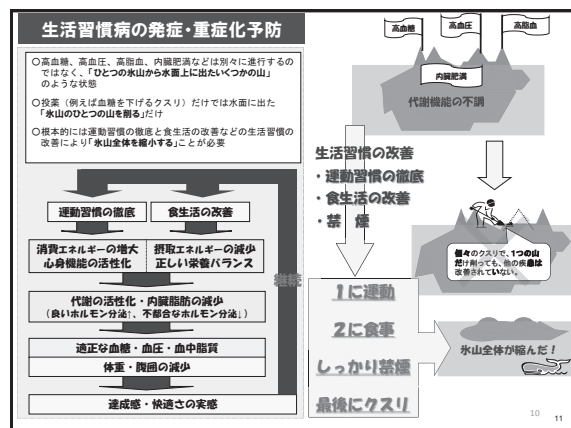 生活習慣病の発症・重症化予防
○高血糖、高血圧、高脂血、内臓肥満などは別々に進行するの
ではなく、「ひとつの氷山から水面上に出たいくつかの山」
のような状態
○投薬（例えば血糖を下げるクスリ）だけでは水面に出た
「氷山のひとつの山を削る」だけ
○根本的には運動習慣の徹底と食生活の改善などの生活習慣の
改善により「氷山全体を縮小する」ことが必要
運動習慣の徹底
食生活の改善
消費エネルギーの増大
心身機能の活性化
摂取エネルギーの減少
正しい栄養バランス
継続
代謝の活性化・内臓脂肪の減少
（良いホルモン分泌↑、不都合なホルモン分泌↓）
適正な血糖・血圧・血中脂質
体重・腹囲の減少
達成感・快適さの実感
高血糖
高血圧
高脂血
内臓肥満
代謝機能の不調
生活習慣の改善
・運動習慣の徹底
・食生活の改善
・禁　煙
個々のクスリで、1つの山
だけ削っても、他の疾患は
改善されていない。
1に運動
2に食事
しっかり禁煙
最後にクスリ
氷山全体が縮んだ！
10
11